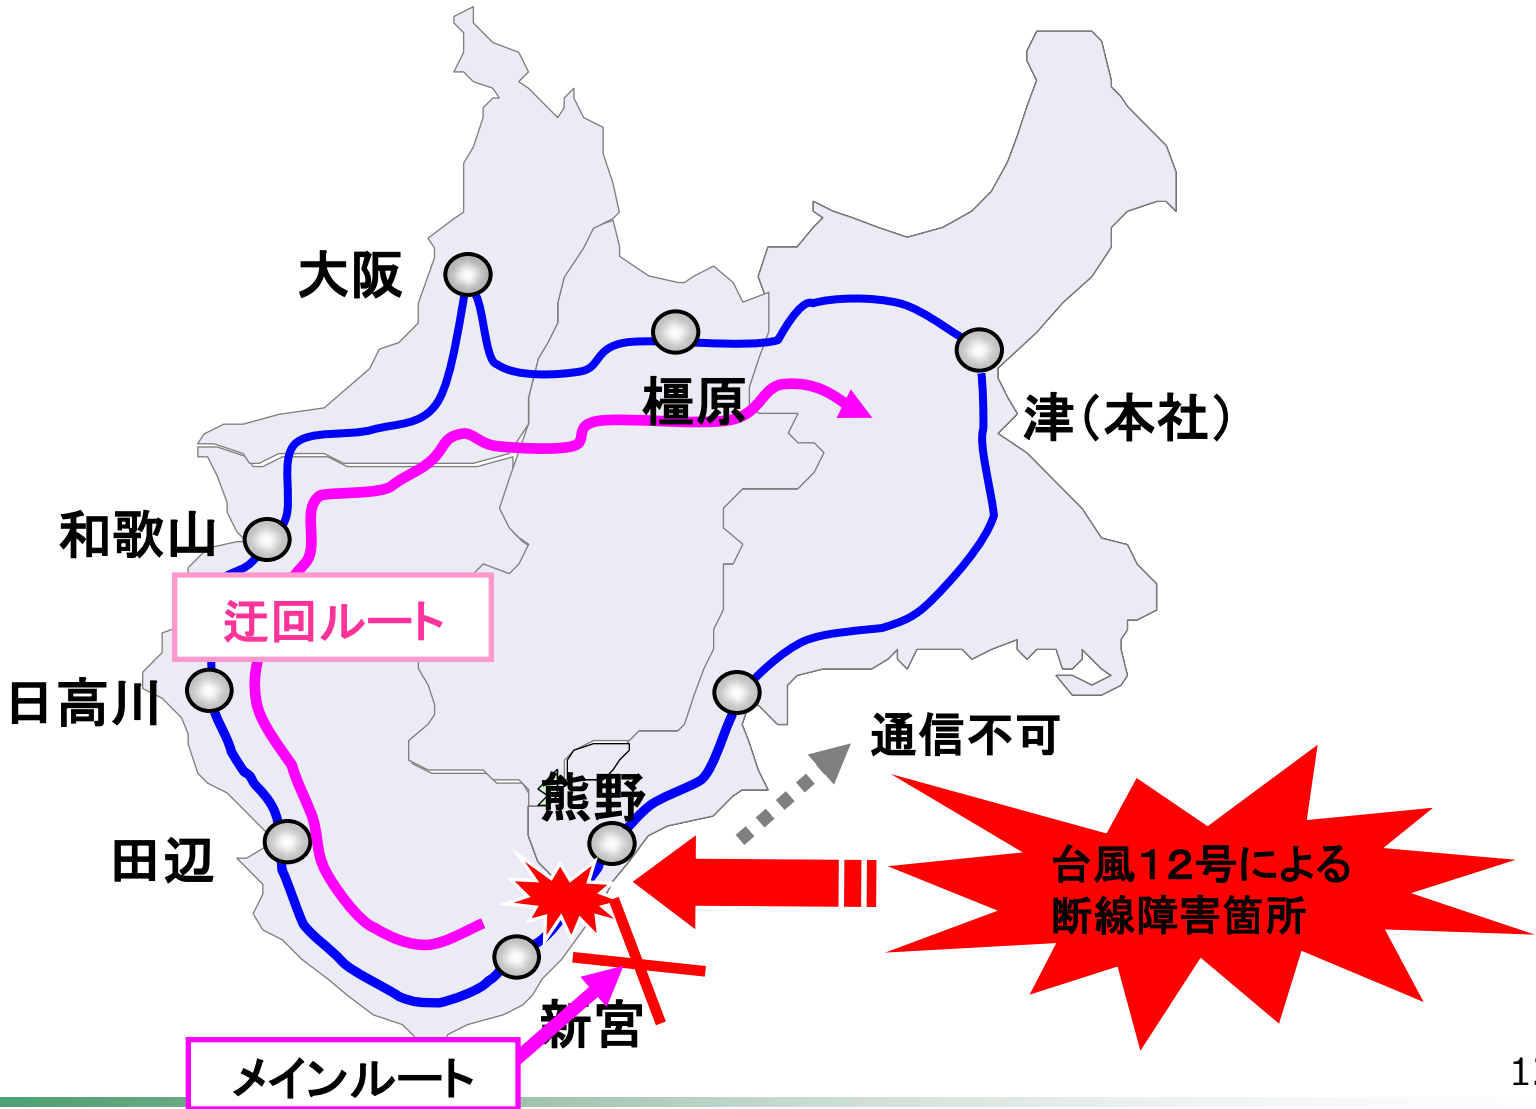 大阪
橿原
津（本社）
和歌山
迂回ルート
日高川
通信不可
熊野
田辺
台風１２号による
断線障害箇所
新宮
メインルート